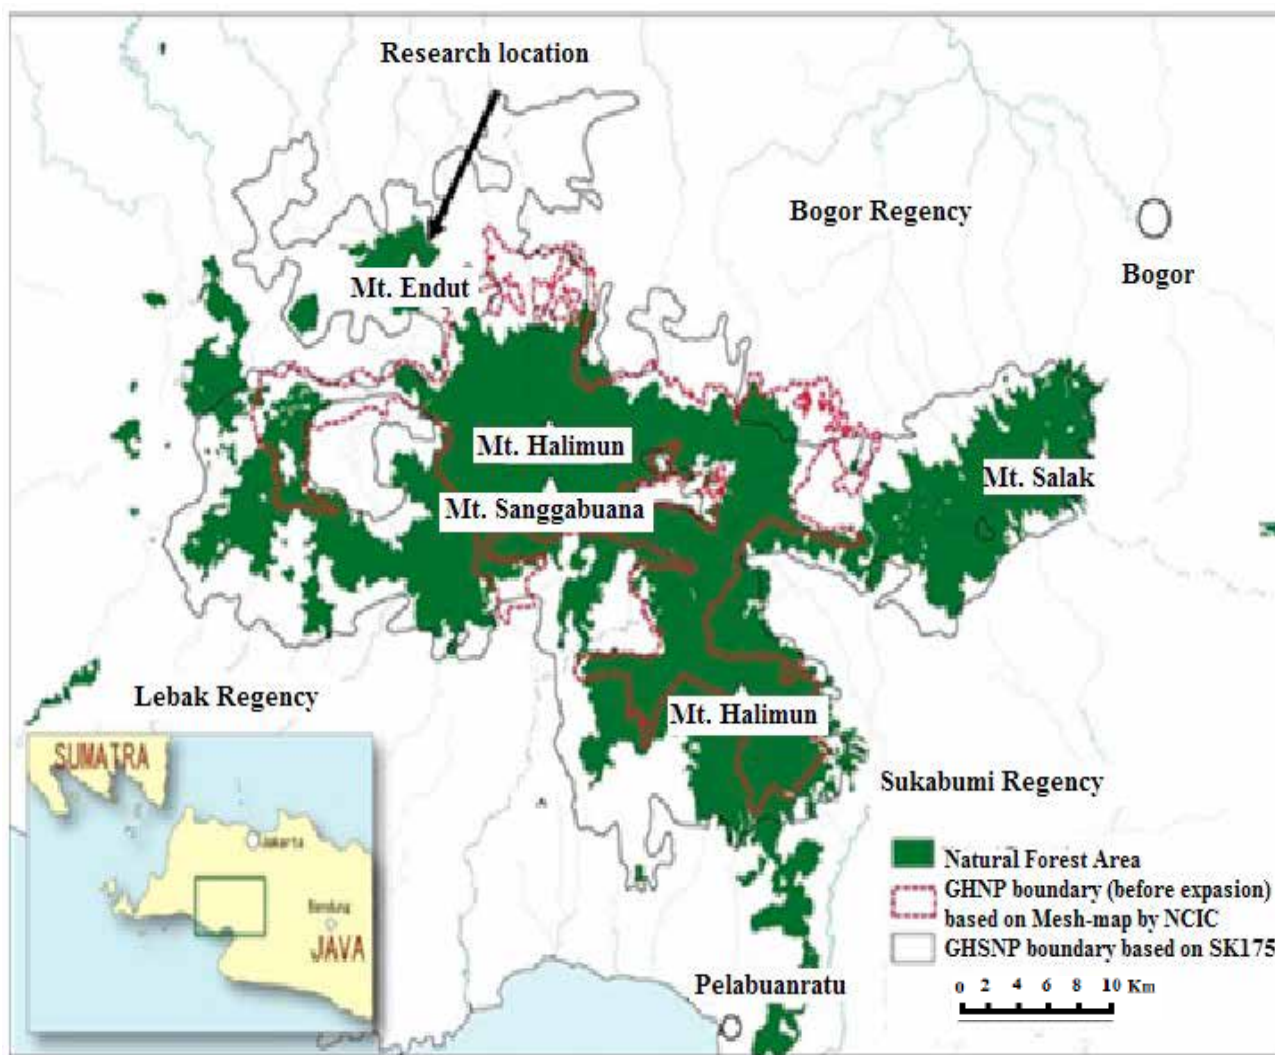 Research location
Bogor Regency
Bogor
Mt. Endut
Mt. Halimun
Mt. Salak
Mt. Sanggabuana
Lebak Regency
Mt. Halimun
Sukabumi Regency
SUMATRA
Jakarta
Bandung
JAVA
Natural Forest Area
GHNP boundary (before expasion)
based on Mesh-map by NCIC
GHSNP boundary based on SK175
Pelabuanratu
0 2 4 6 8 10 Km